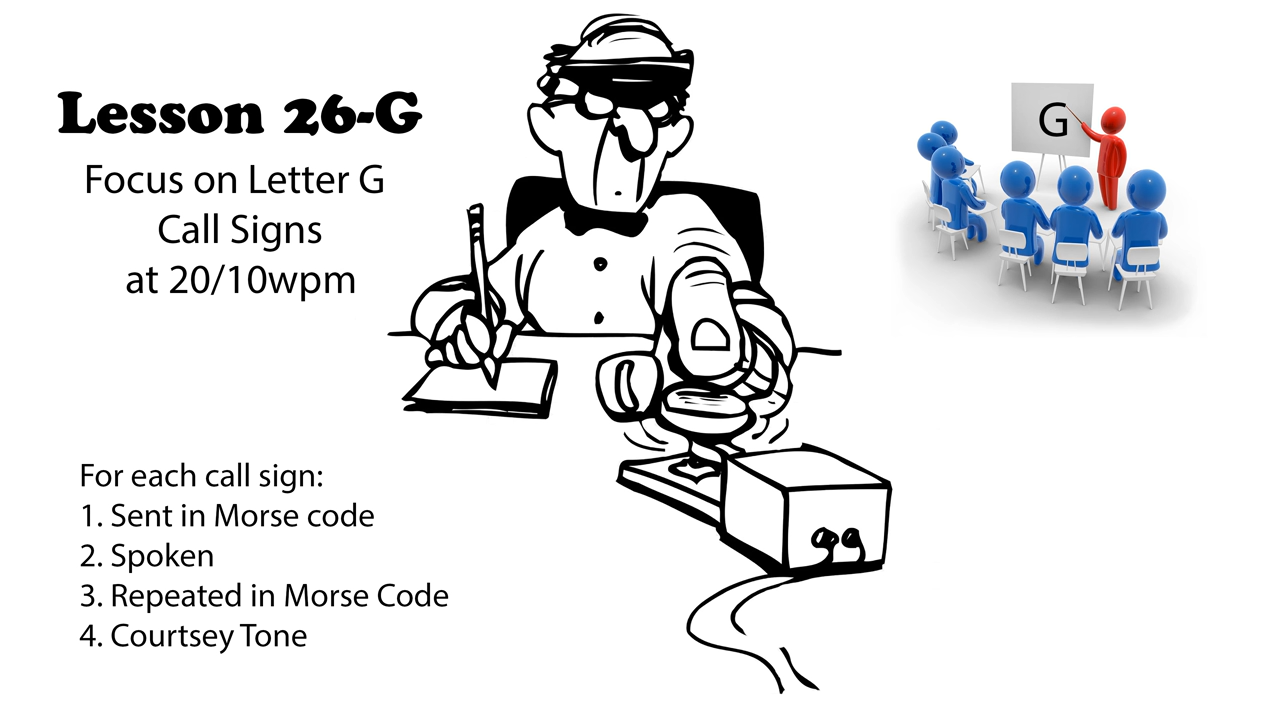 Lesson 26-G
Focus on Letter G
Call Signs
at 20/10wpm
G
For each call sign:
1. Sent in Morse code
2. Spoken
3. Repeated in Morse Code
4. Courtsey Tone